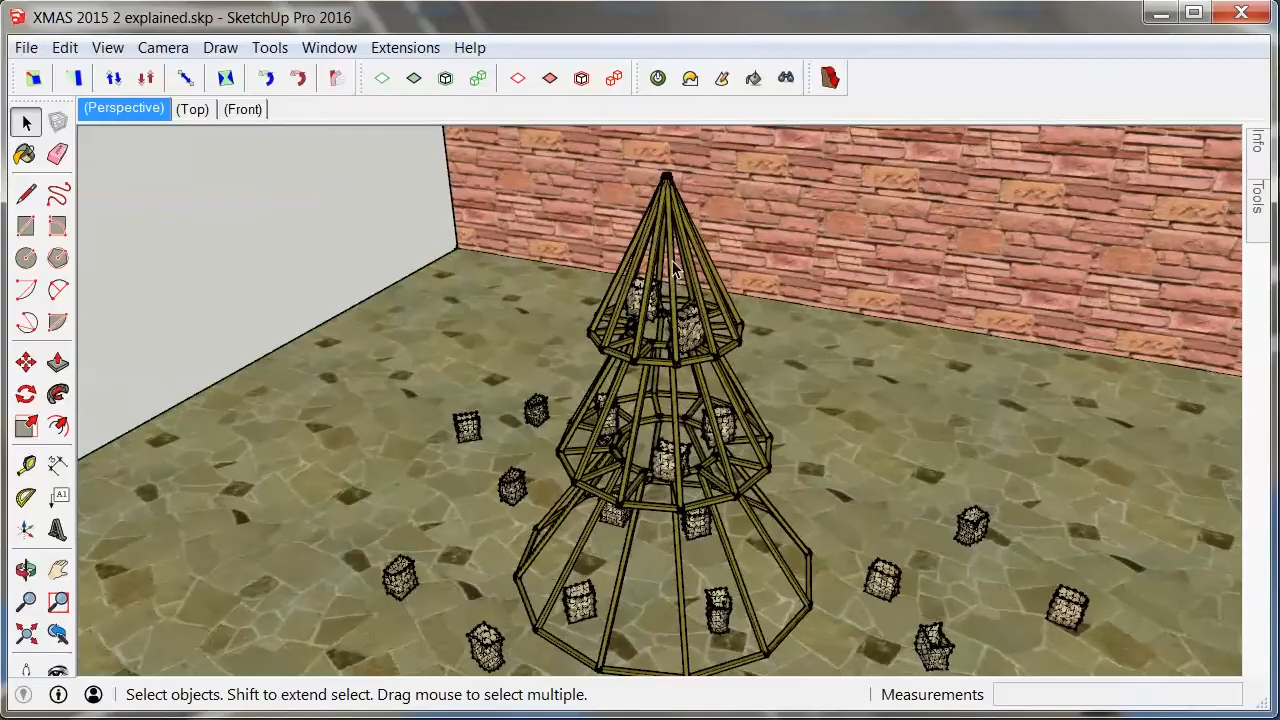 XMAS 2015 2 explained.skp - SketchUp Pro 2016
File Edit View Camera Draw Tools Window Extensions Help
(Perspective) (Top) (Front)
Info
Tools
A1
Select objects. Shift to extend select. Drag mouse to select multiple.
Measurements